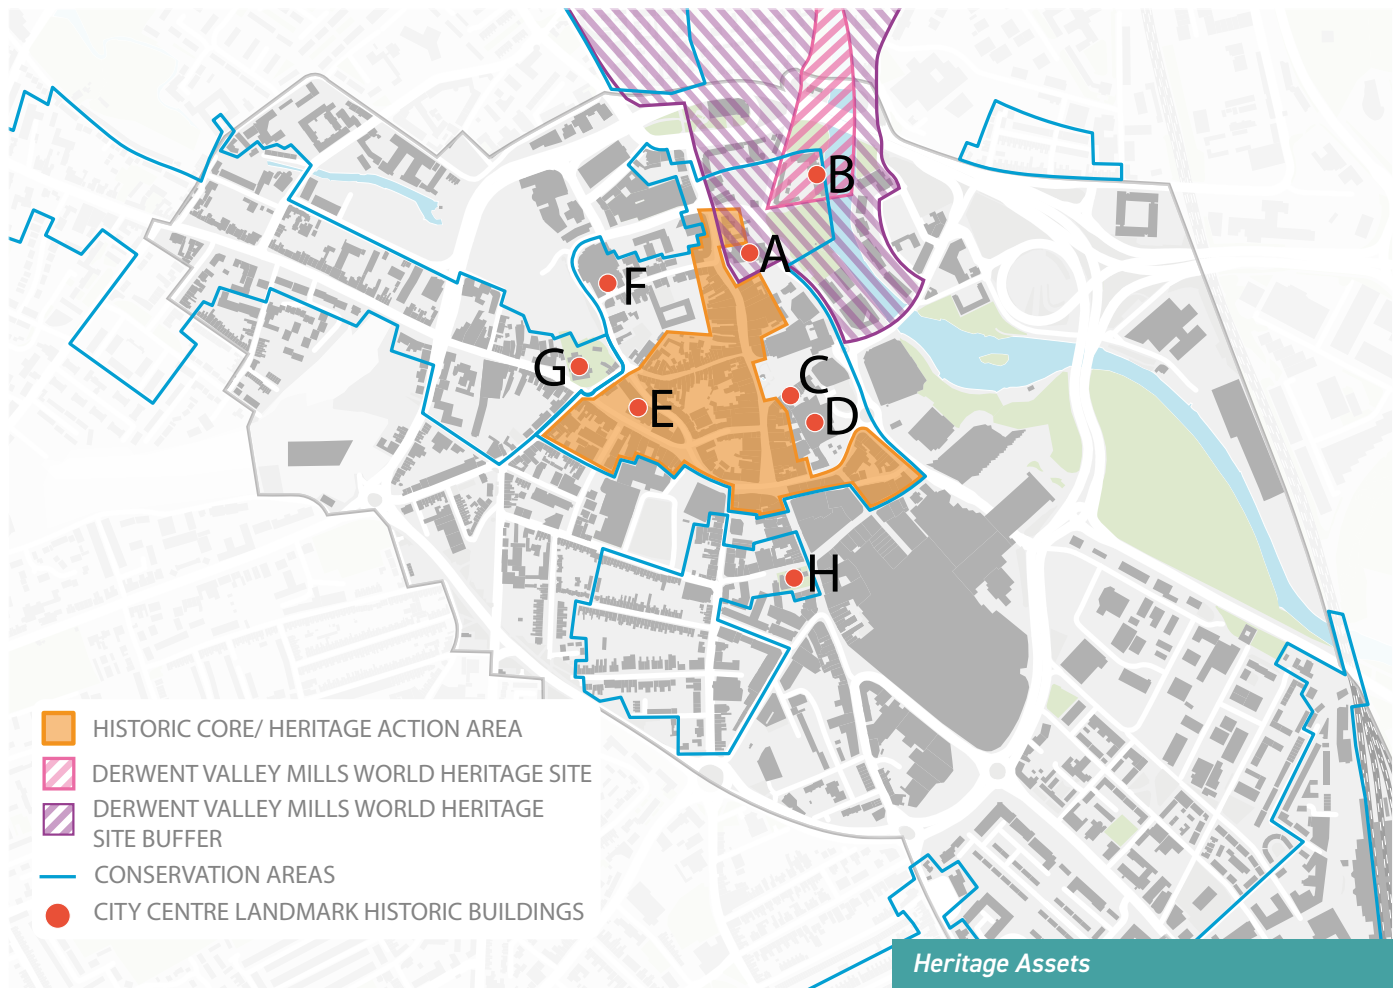 B
A
F
G
C
E
D
H
HISTORIC CORE/ HERITAGE ACTION AREA
DERWENT VALLEY MILLS WORLD HERITAGE SITE
DERWENT VALLEY MILLS WORLD HERITAGE
SITE BUFFER
CONSERVATION AREAS
CITY CENTRE LANDMARK HISTORIC BUILDINGS
Heritage Assets